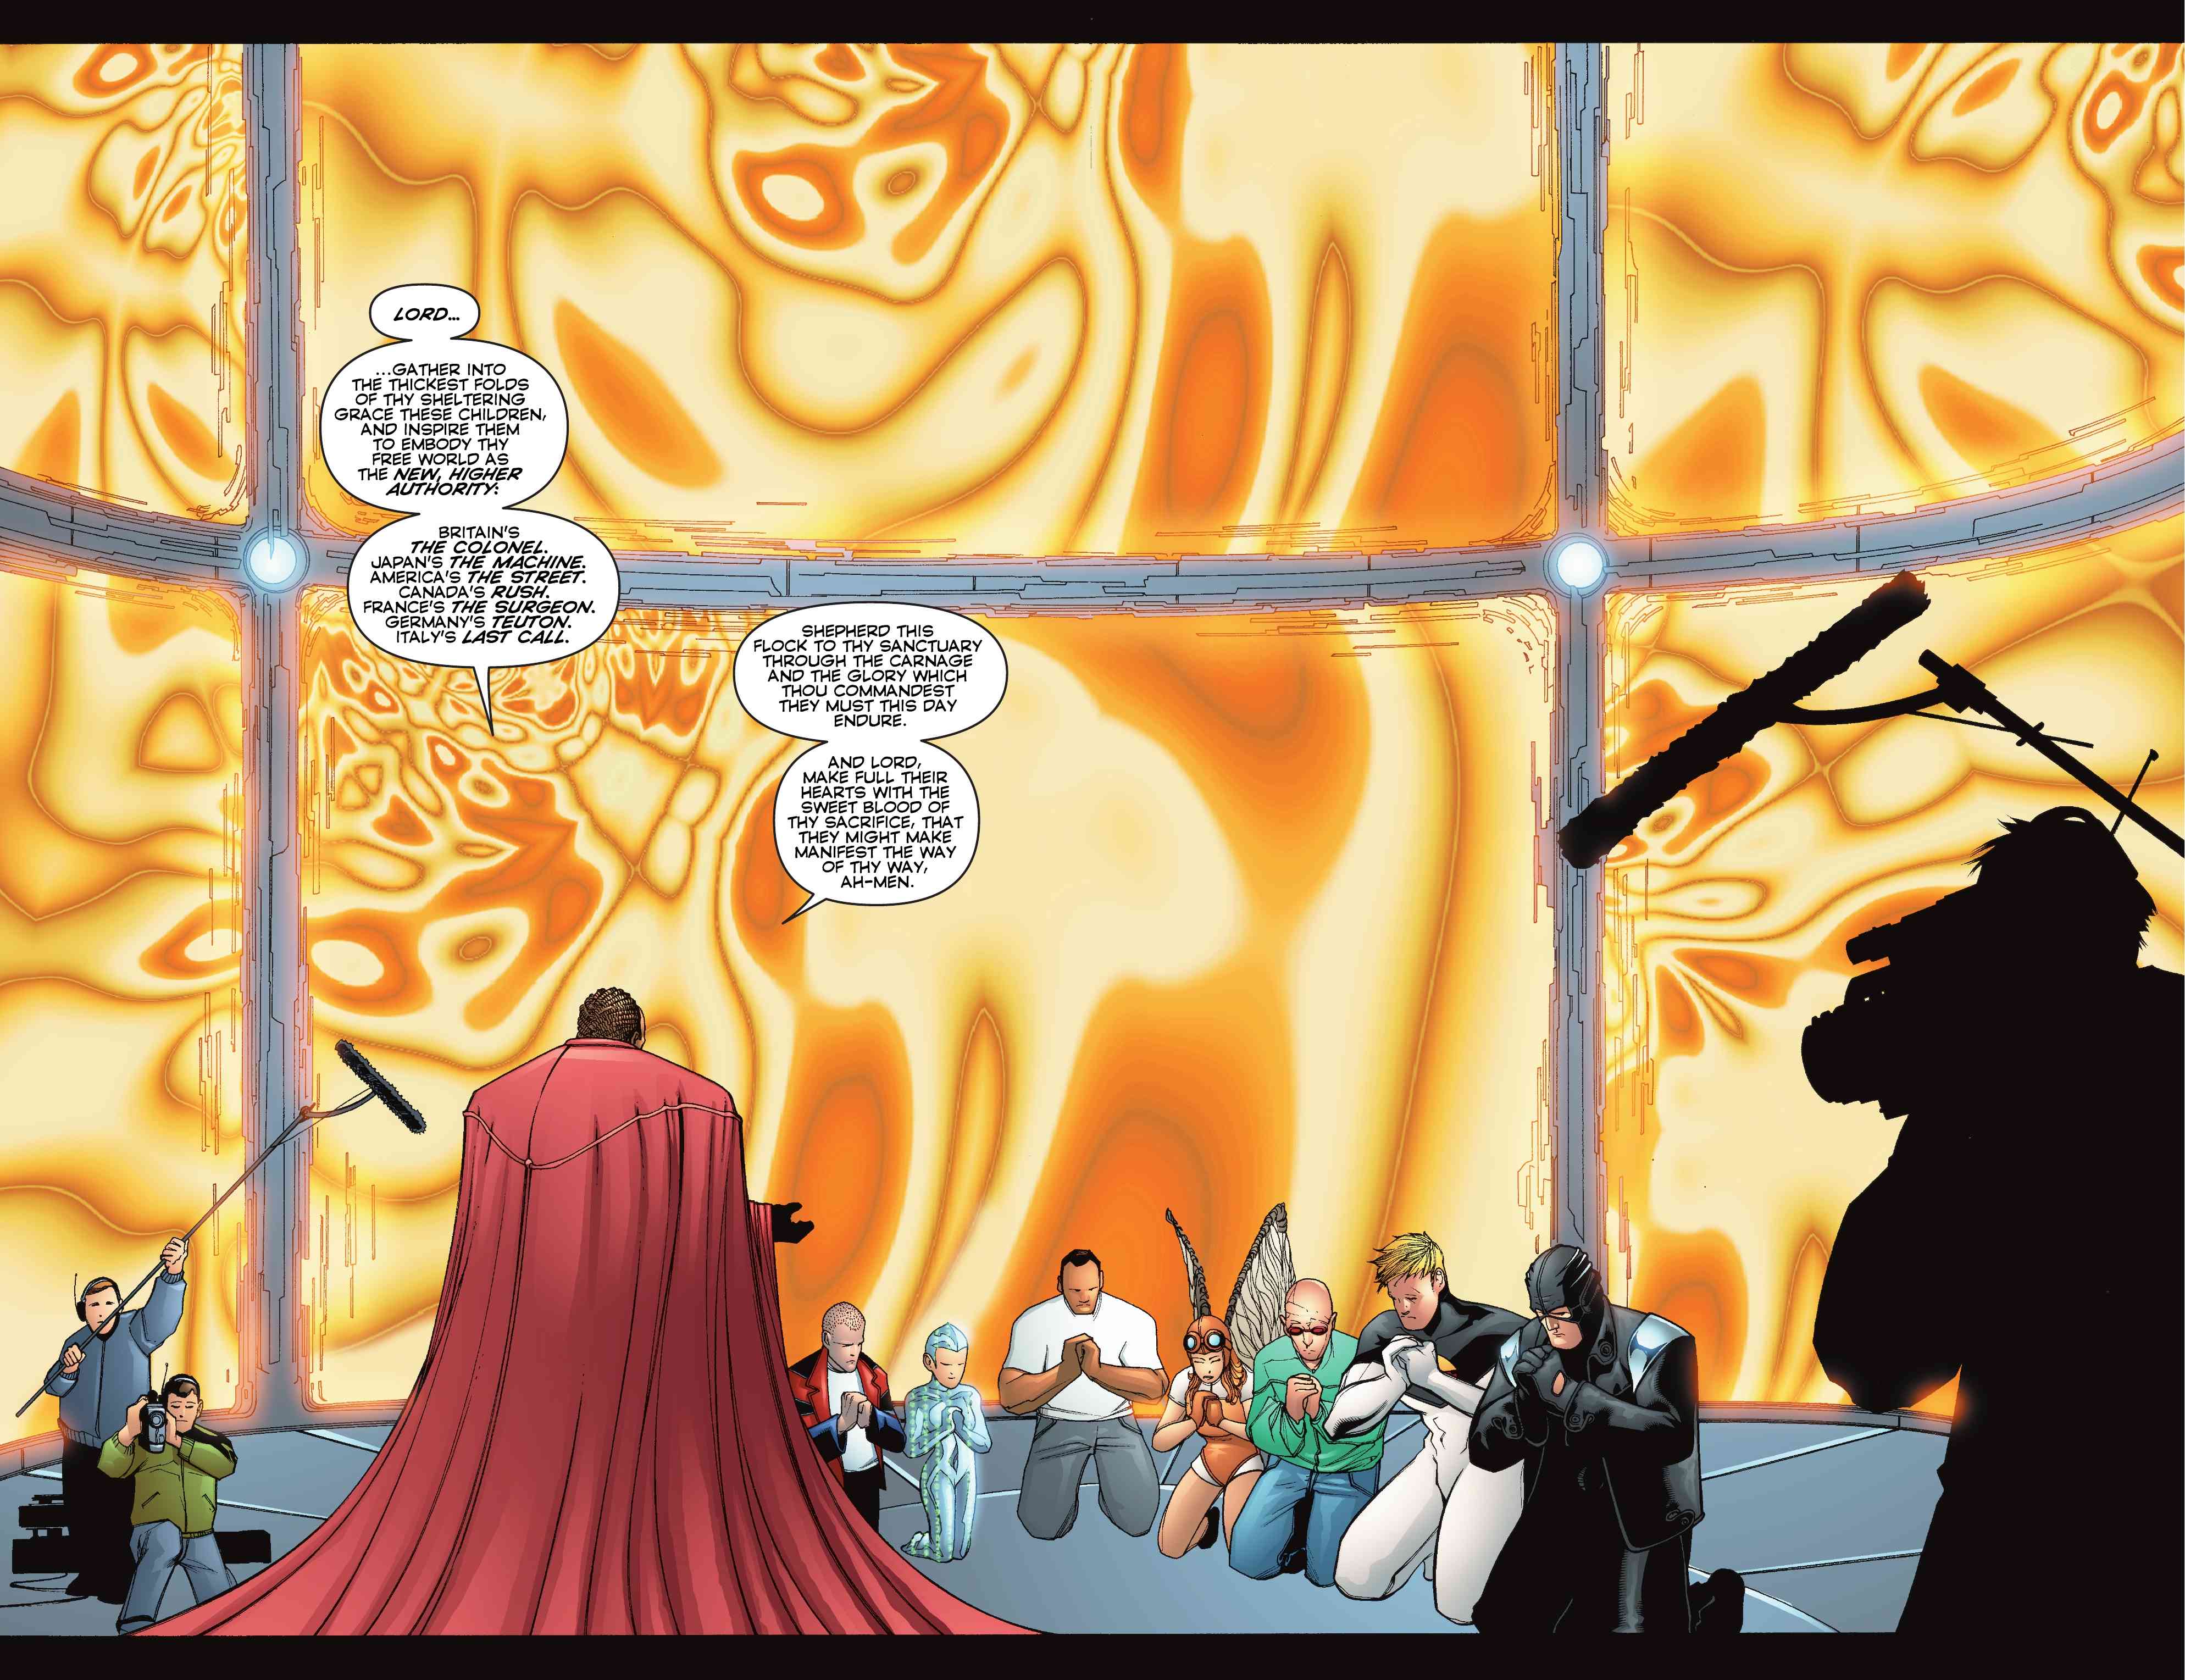 LORD...
...GATHER INTO
THE THICKEST FOLDS
OF THY SHELTERING
GRACE THESE CHILDREN,
AND INSPIRE THEM
TO EMBODY THY
FREE WORLD AS
THE NEW, HIGHER
AUTHORITY:
BRITAIN'S
THE COLONEL.
JAPAN'S THE MACHINE.
AMERICA'S THE STREET.
CANADA'S RUSH.
FRANCE'S THE SURGEON.
GERMANY'S TEUTON.
ITALY'S LAST CALL.
SHEPHERD THIS
FLOCK TO THY SANCTUARY
THROUGH THE CARNAGE
AND THE GLORY WHICH
THOU COMMANDEST
THEY MUST THIS DAY
ENDURE.
AND LORD,
MAKE FULL THEIR
HEARTS WITH THE
SWEET BLOOD OF
THY SACRIFICE, THAT
THEY MIGHT MAKE
MANIFEST THE WAY
OF THY WAY,
AH-MEN.